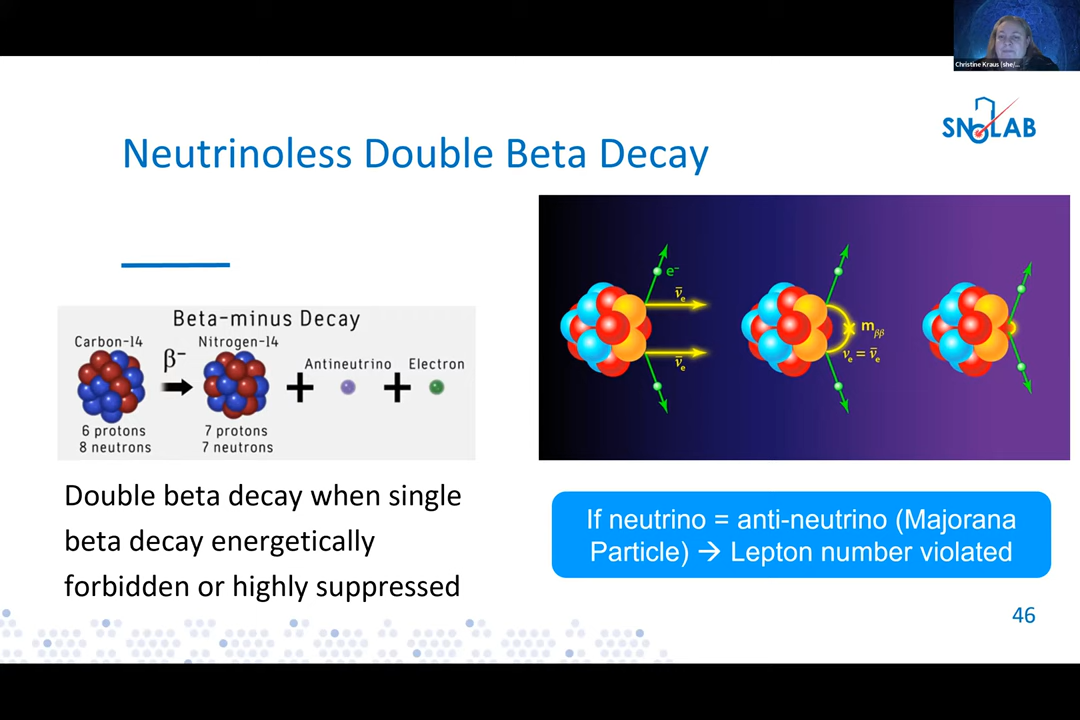 Christine Kraus (she/...
SNOLAB
Neutrinoless Double Beta Decay
Beta-minus Decay
Carbon-14
β⁻
Nitrogen-14
Antineutrino
Electron
+
+
6 protons
8 neutrons
7 protons
7 neutrons
e⁻
ν̅e
ν̅e
mββ
νe = ν̅e
Double beta decay when single
beta decay energetically
forbidden or highly suppressed
If neutrino = anti-neutrino (Majorana
Particle) → Lepton number violated
46